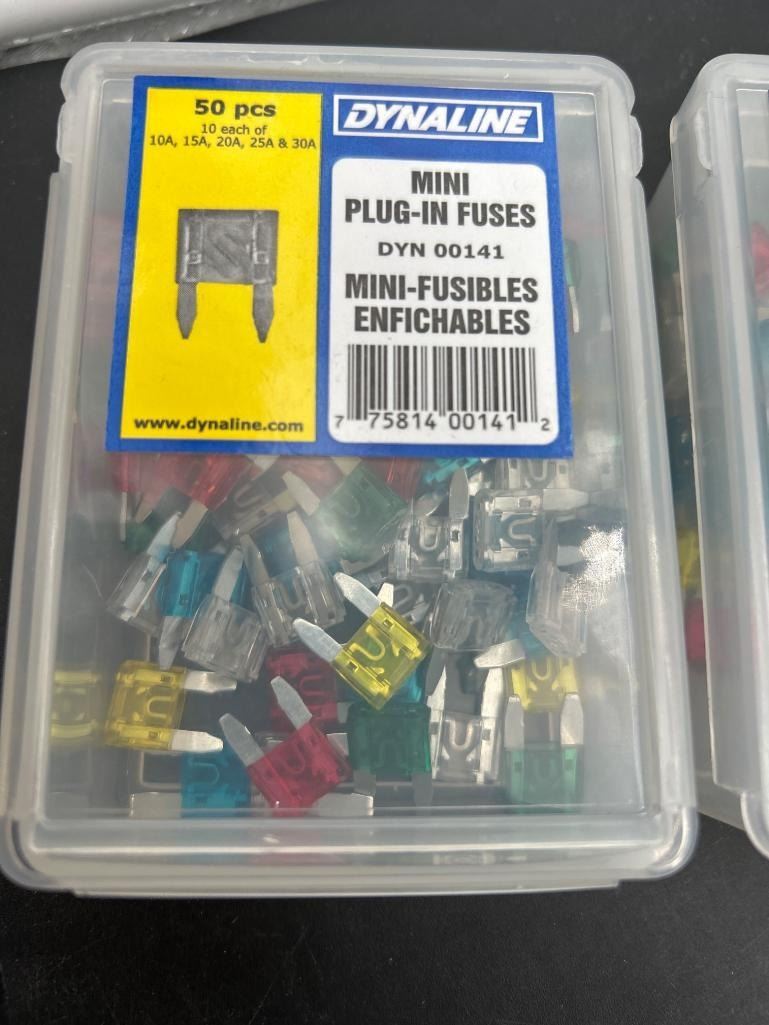 50 pcs
10 each of
10A, 15A, 20A, 25A & 30A
www.dynaline.com
DYNALINE
MINI
PLUG-IN FUSES
DYN 00141
MINI-FUSIBLES
ENFICHABLES
7 75814 00141 2